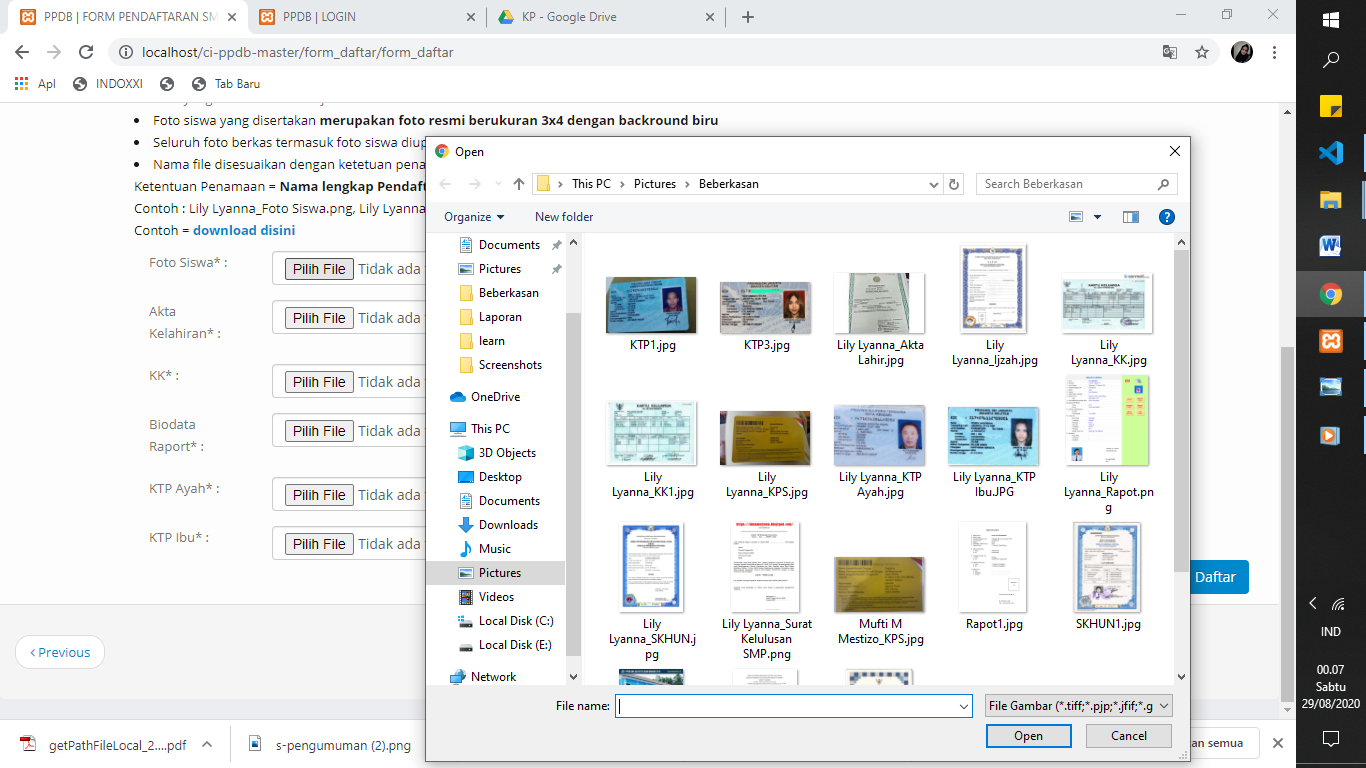 PPDB | FORM PENDAFTARAN SM
PPDB | LOGIN
KP - Google Drive
localhost/ci-ppdb-master/form_daftar/form_daftar
Apl
INDOXXI
Tab Baru
Foto siswa yang disertakan merupakan foto resmi berukuran 3x4 dengan backround biru
Seluruh foto berkas termasuk foto siswa diup
Nama file disesuaikan dengan ketetuan pena
Ketentuan Penamaan = Nama lengkap Pendaft
Contoh : Lily Lyanna_Foto Siswa.png, Lily Lyanna
Contoh = download disini
Foto Siswa* :
Pilih File Tidak ada
Akta
Kelahiran* :
Pilih File Tidak ada
KK* :
Pilih File Tidak ada
Biodata
Raport* :
Pilih File Tidak ada
KTP Ayah* :
Pilih File Tidak ada
KTP Ibu* :
Pilih File Tidak ada
Daftar
‹ Previous
Open
This PC › Pictures › Beberkasan
Search Beberkasan
Organize
New folder
Documents
Pictures
Beberkasan
Laporan
learn
Screenshots
OneDrive
This PC
3D Objects
Desktop
Documents
Downloads
Music
Pictures
Videos
Local Disk (C:)
Local Disk (E:)
Network
KTP1.jpg
KTP3.jpg
Lily Lyanna_Akta
Lahir.jpg
Lily
Lyanna_Ijzah.jpg
Lily
Lyanna_KK.jpg
Lily
Lyanna_KK1.jpg
Lily
Lyanna_KPS.jpg
Lily Lyanna_KTP
Ayah.jpg
Lily Lyanna_KTP
Ibu.JPG
Lily
Lyanna_Rapot.pn
g
Lily
Lyanna_SKHUN.j
pg
Lily Lyanna_Surat
Kelulusan
SMP.png
Mufti M
Mestizo_KPS.jpg
Rapot1.jpg
SKHUN1.jpg
File name:
File Gambar (*.tiff;*.pjp;*.jfif;*.g
Open
Cancel
getPathFileLocal_2....pdf
s-pengumuman (2).png
an semua
IND
00.07
Sabtu
29/08/2020